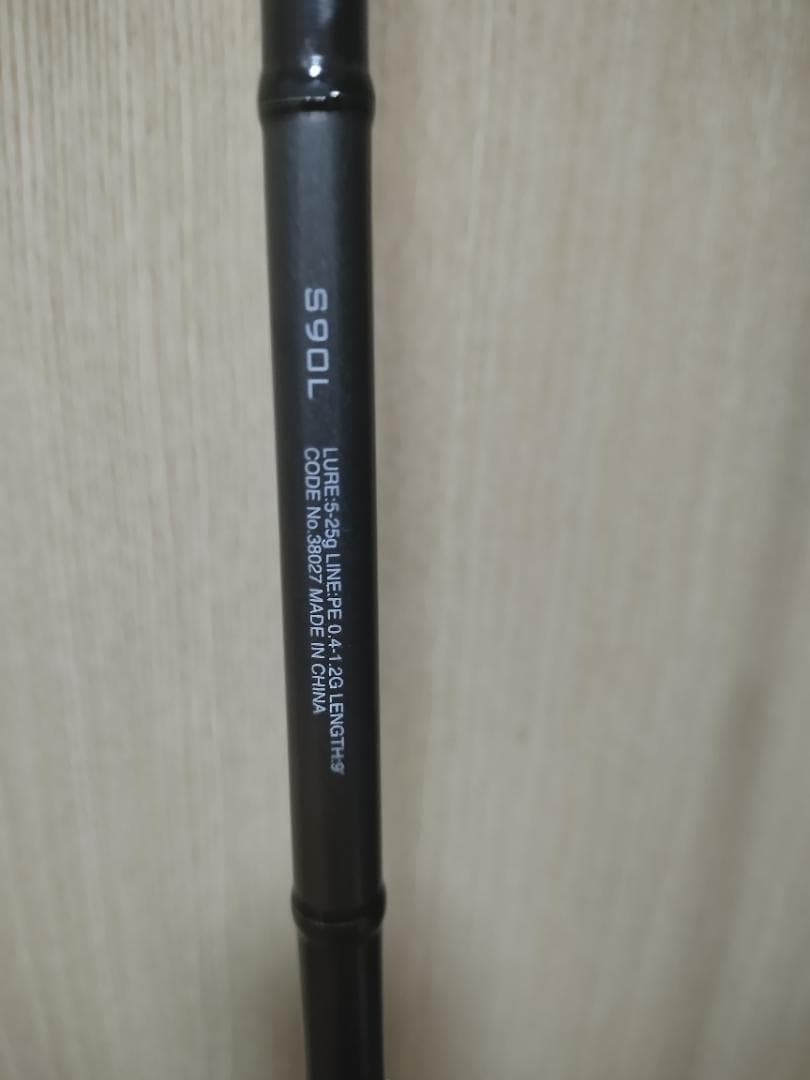 S90L
LURE:5-25g LINE:PE 0.4-1.2G LENGTH:9'
CODE No.38027 MADE IN CHINA